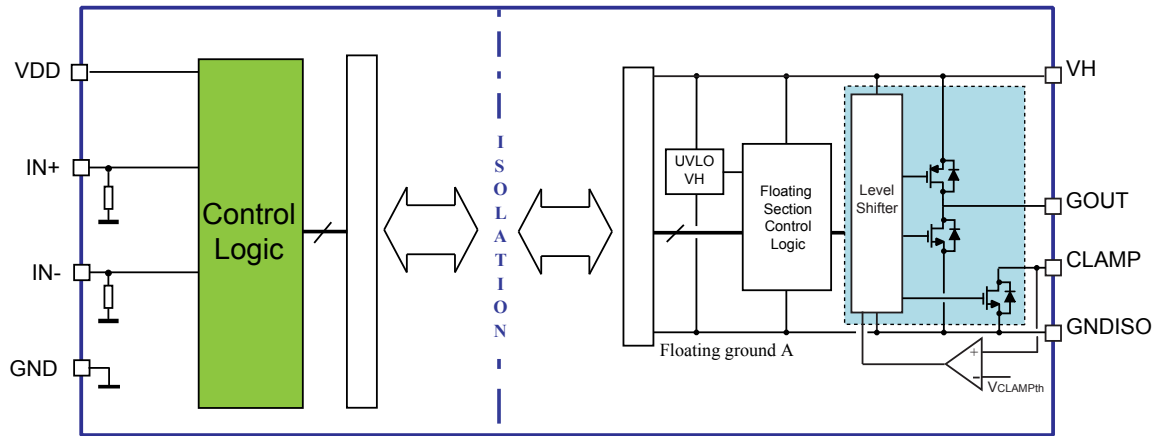 VDD
IN+
IN-
GND
Control
Logic
I
S
O
L
A
T
I
O
N
UVLO
VH
Floating
Section
Control
Logic
Level
Shifter
VH
GOUT
CLAMP
GNDISO
Floating ground A
+
-
VCLAMPth